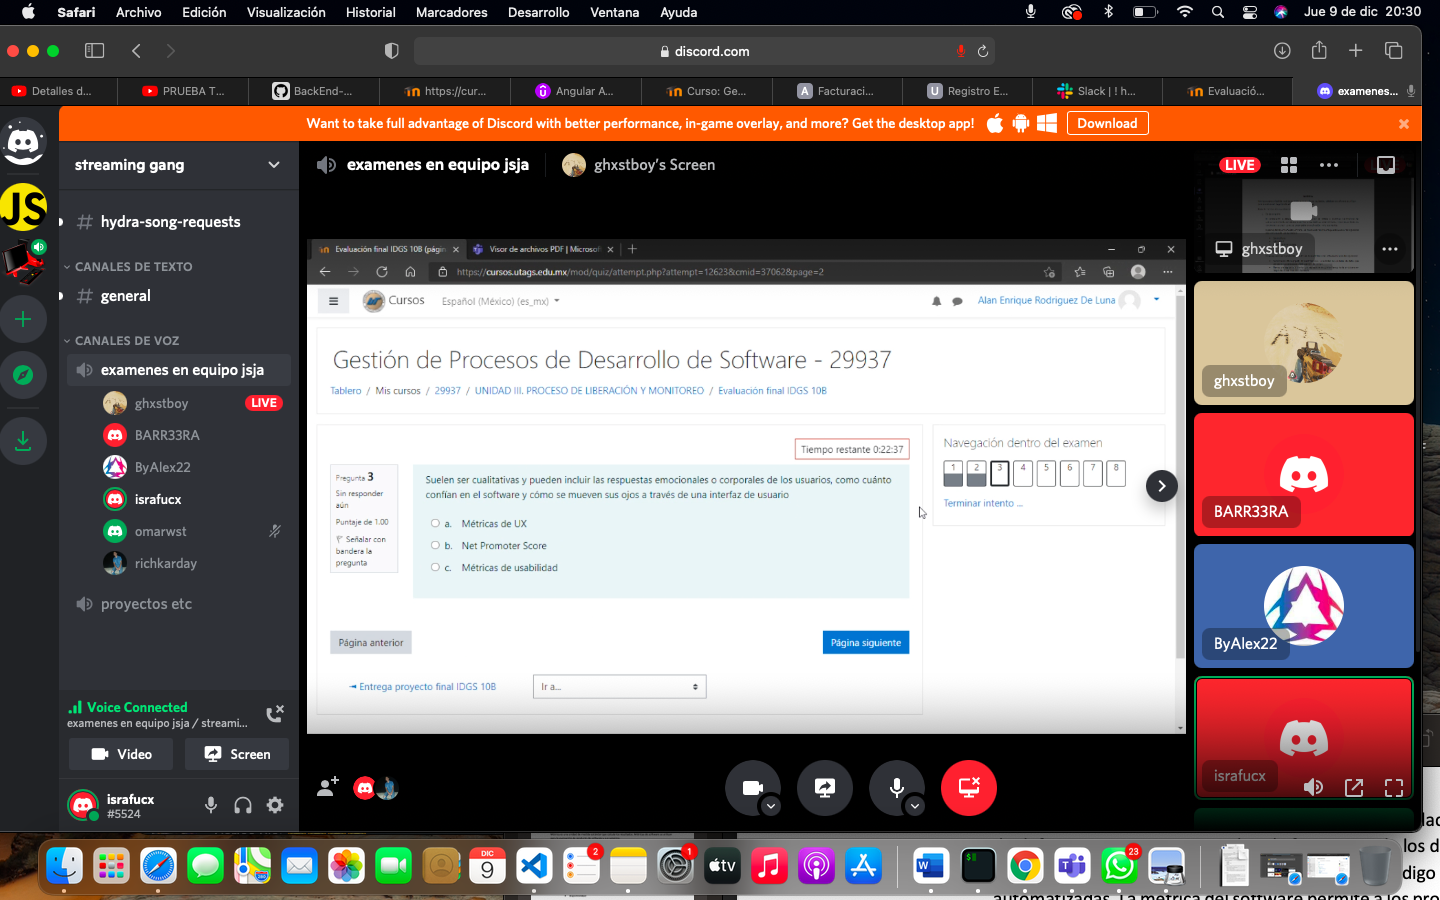 Safari Archivo Edición Visualización Historial Marcadores Desarrollo Ventana Ayuda
Jue 9 de dic 20:30
discord.com
Detalles d...
PRUEBA T...
BackEnd-...
https://cur...
Angular A...
Curso: Ge...
Facturaci...
Registro E...
Slack | ! h...
Evaluació...
examenes...
Want to take full advantage of Discord with better performance, in-game overlay, and more? Get the desktop app!
Download
streaming gang
examenes en equipo jsja
ghxstboy's Screen
LIVE
hydra-song-requests
CANALES DE TEXTO
general
CANALES DE VOZ
examenes en equipo jsja
ghxstboy LIVE
BARR33RA
ByAlex22
israfucx
omarwst
richkarday
proyectos etc
Voice Connected
examenes en equipo jsja / streami...
Video
Screen
israfucx
#5524
Evaluación final IDGS 10B (págin
Visor de archivos PDF | Microsof
https://cursos.utags.edu.mx/mod/quiz/attempt.php?attempt=12623&cmid=37062&page=2
Cursos
Español (México) (es_mx)
Alan Enrique Rodriguez De Luna
Gestión de Procesos de Desarrollo de Software - 29937
Tablero / Mis cursos / 29937 / UNIDAD III. PROCESO DE LIBERACIÓN Y MONITOREO / Evaluación final IDGS 10B
Tiempo restante 0:22:37
Pregunta 3
Sin responder
aún
Puntaje de 1.00
Señalar con
bandera la
pregunta
Suelen ser cualitativas y pueden incluir las respuestas emocionales o corporales de los usuarios, como cuánto
confían en el software y cómo se mueven sus ojos a través de una interfaz de usuario
a. Métricas de UX
b. Net Promoter Score
c. Métricas de usabilidad
Página anterior
Página siguiente
Entrega proyecto final IDGS 10B
Ir a...
Navegación dentro del examen
1 2 3 4 5 6 7 8
Terminar intento ...
ghxstboy
ghxstboy
BARR33RA
ByAlex22
israfucx
JS
DIC
9
2
1
tv
23
los d
digo
automatizadas. La métrica del software permite a los pro